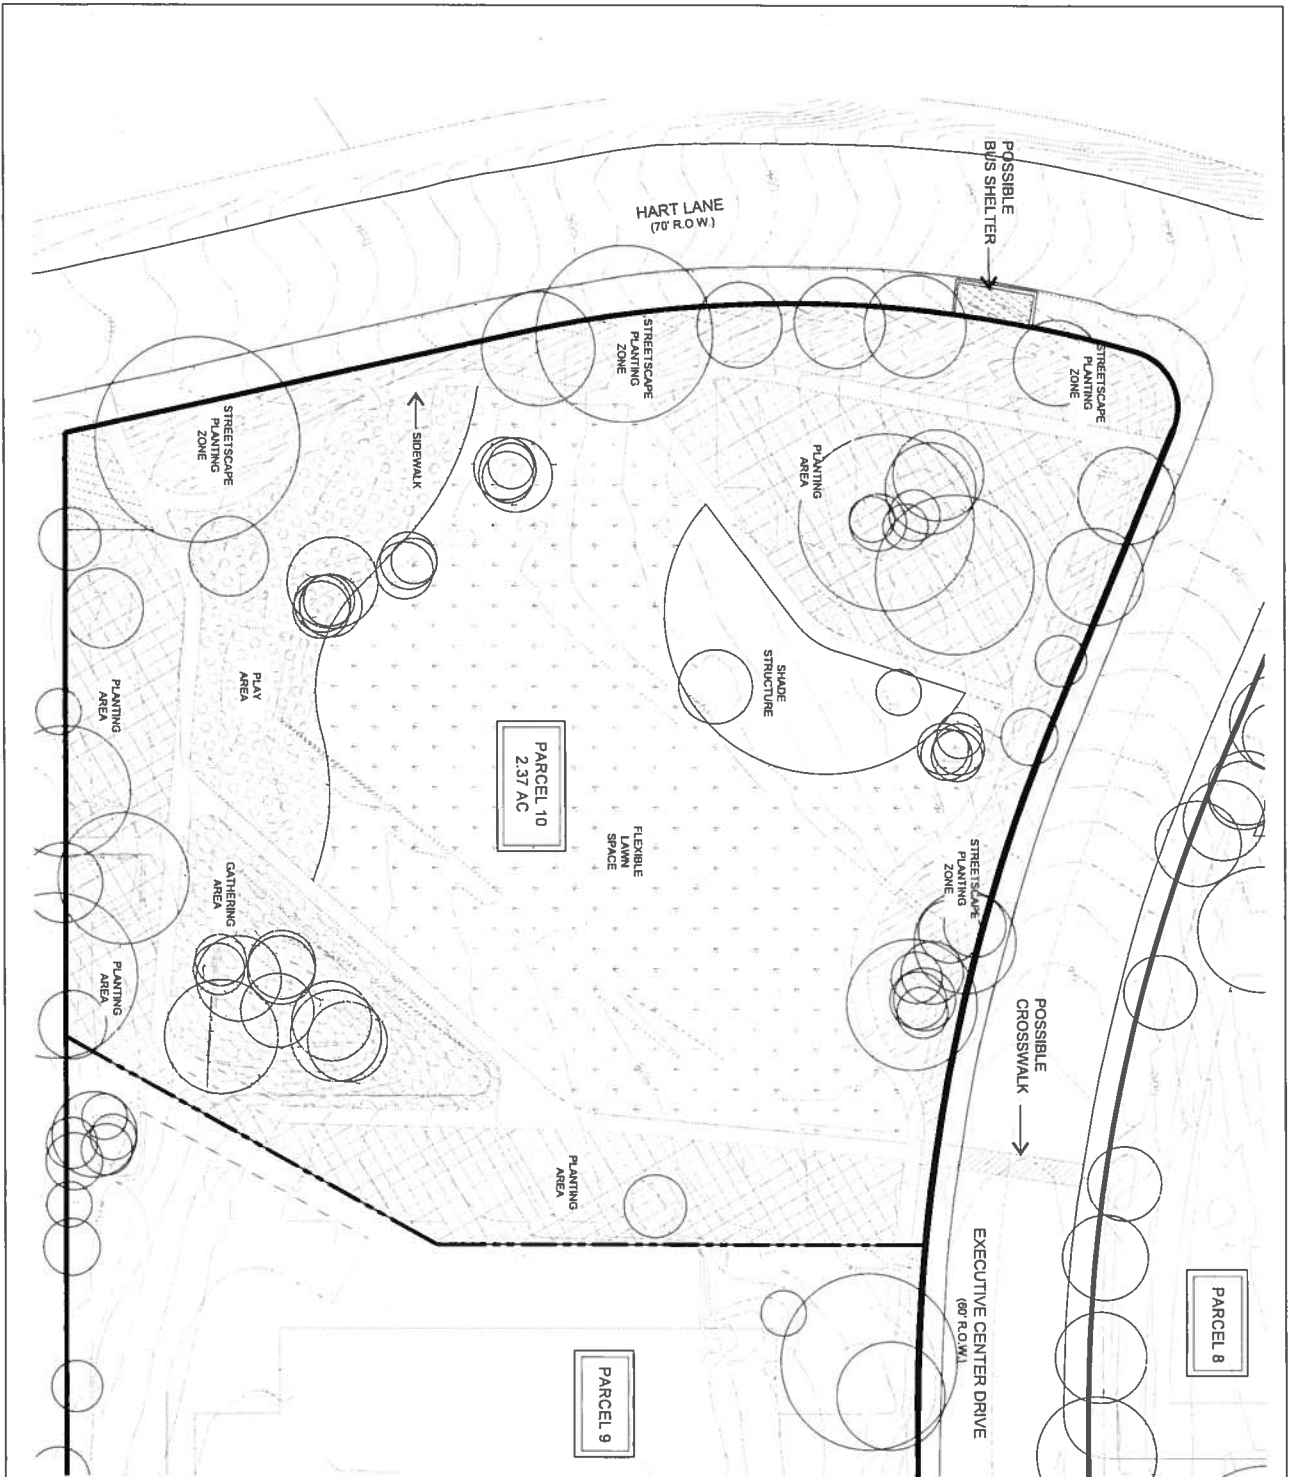 HART LANE
(70' R.O.W.)
POSSIBLE
BUS SHELTER
STREETSCAPE
PLANTING
ZONE
STREETSCAPE
PLANTING
ZONE
STREETSCAPE
PLANTING
ZONE
SIDEWALK
PLANTING
AREA
SHADE
STRUCTURE
PLAY
AREA
PLANTING
AREA
PARCEL 10
2.37 AC
FLEXIBLE
LAWN
SPACE
STREETSCAPE
PLANTING
ZONE
GATHERING
AREA
PLANTING
AREA
POSSIBLE
CROSSWALK
PLANTING
AREA
EXECUTIVE CENTER DRIVE
(60' R.O.W.)
PARCEL 8
PARCEL 9